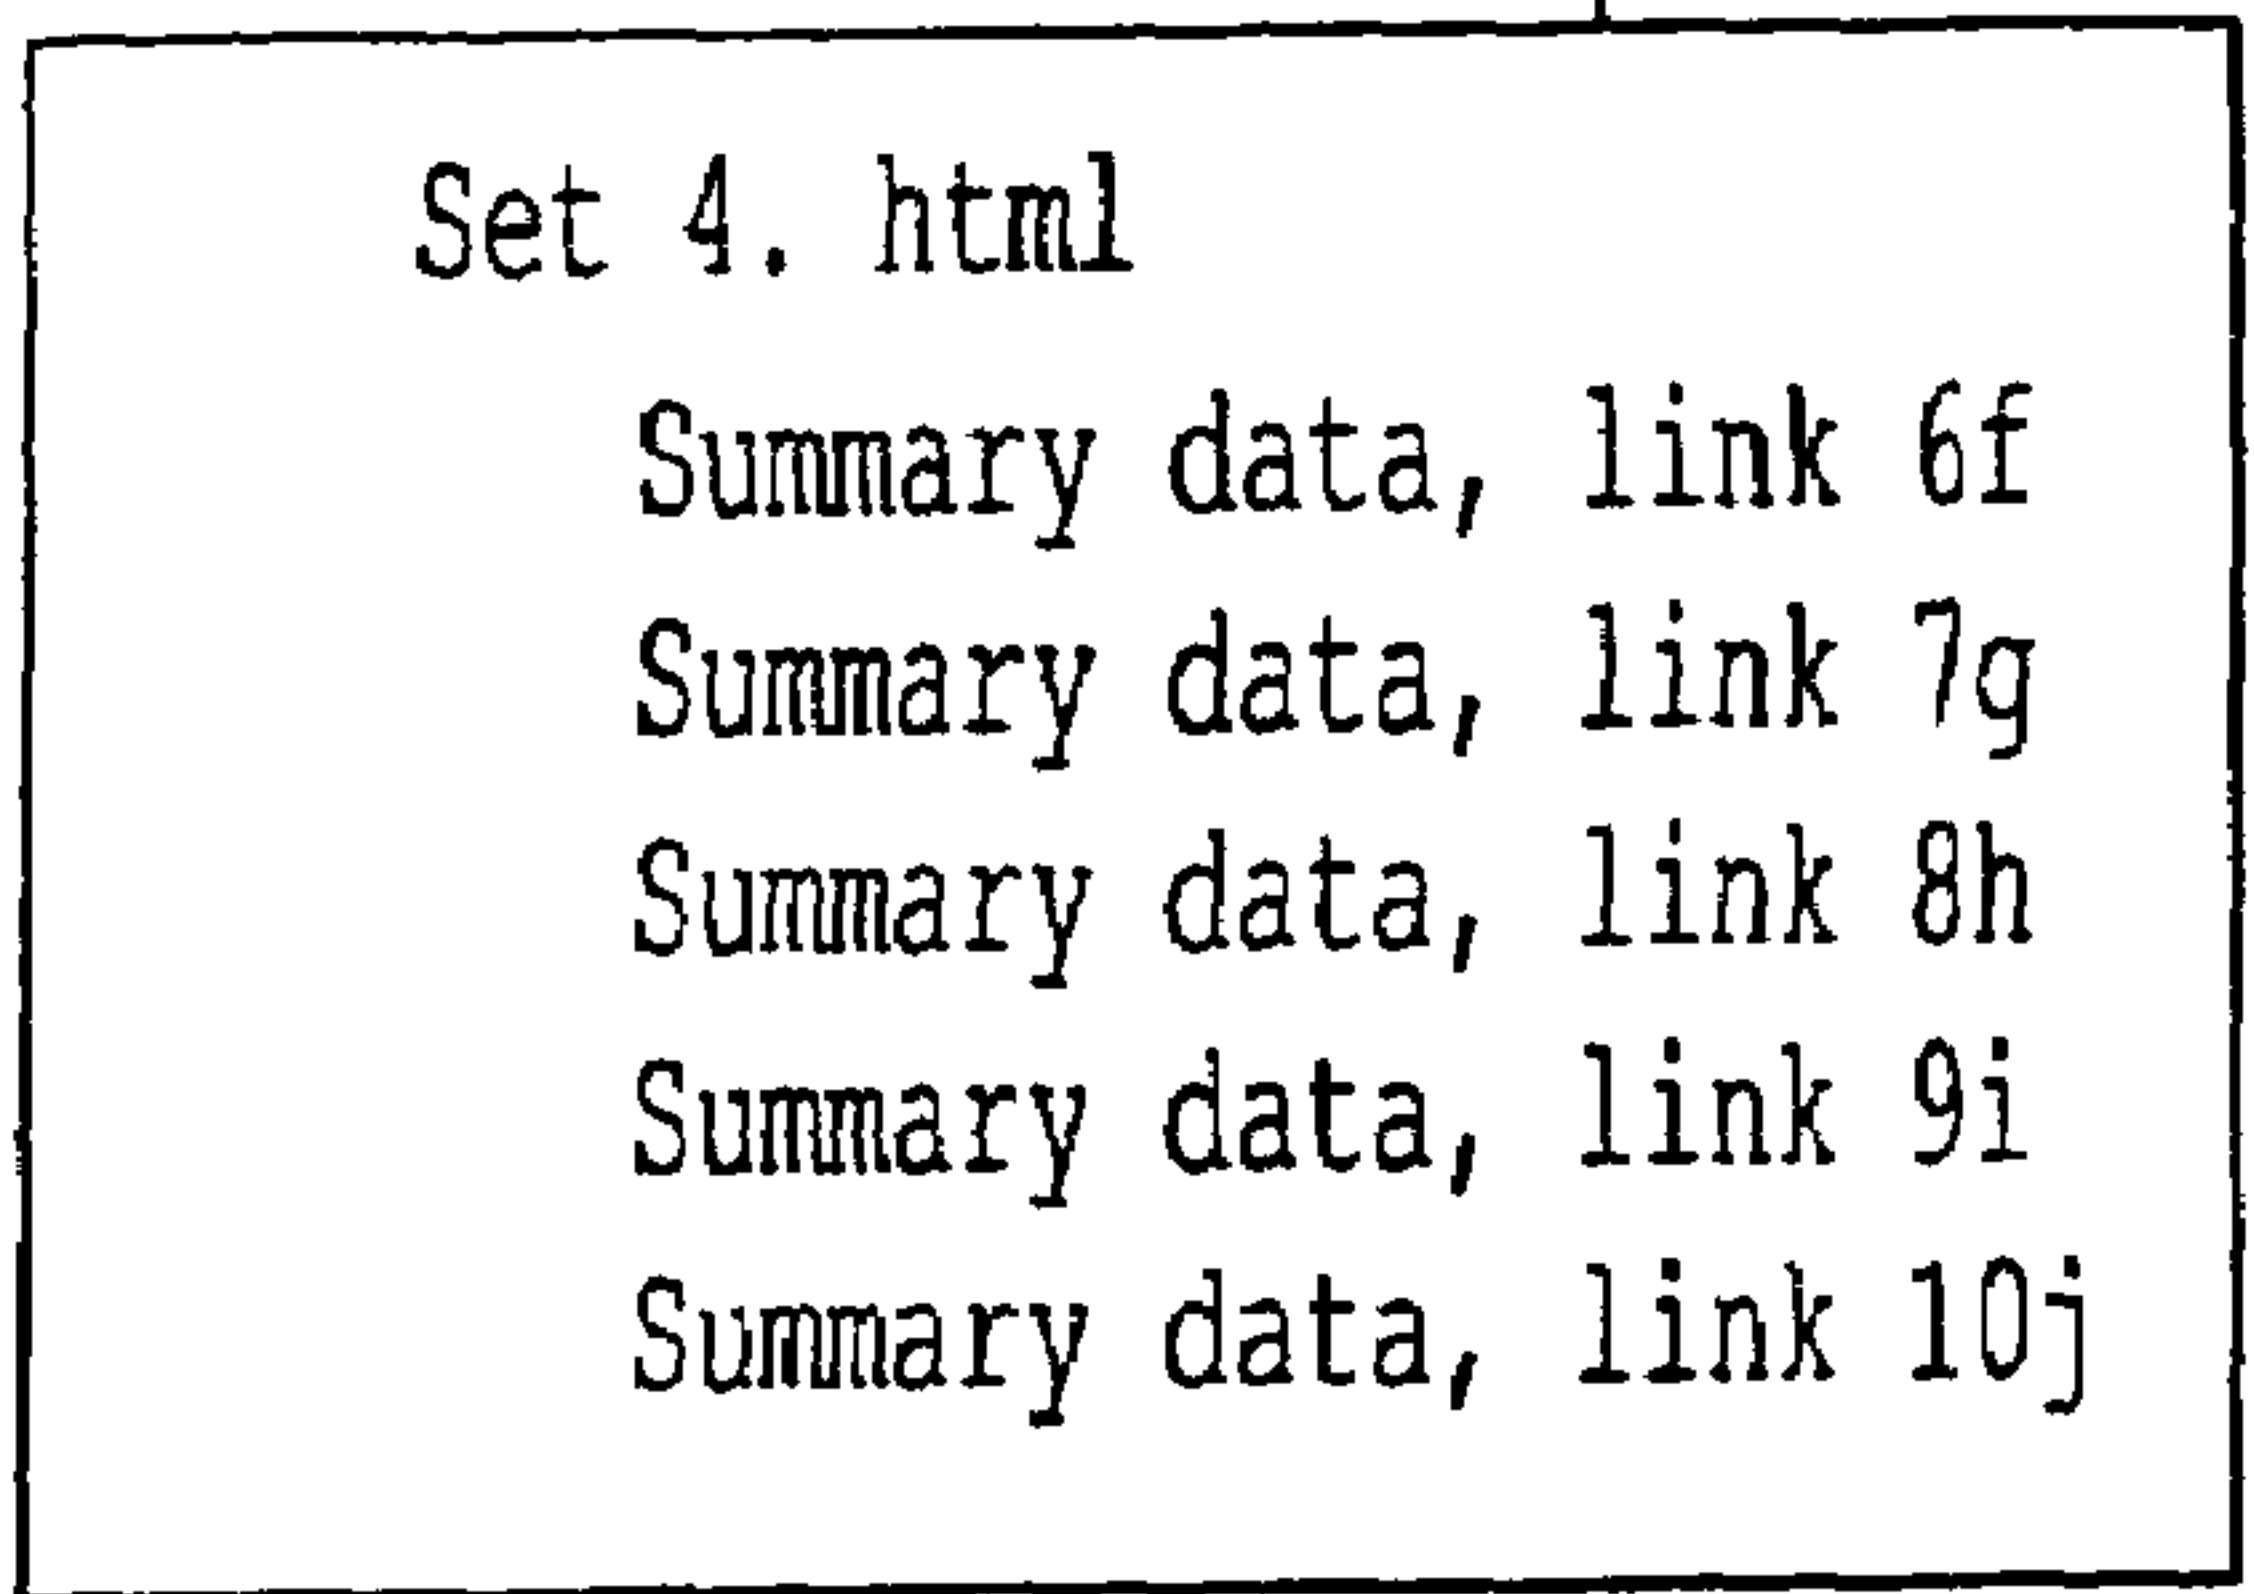 Set 4. html
Summary data, link 6f
Summary data, link 7g
Summary data, link 8h
Summary data, link 9i
Summary data, link 10j